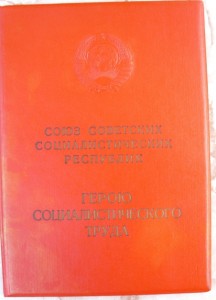 СОЮЗ СОВЕТСКИХ
СОЦИАЛИСТИЧЕСКИХ
РЕСПУБЛИК
ГЕРОЮ
СОЦИАЛИСТИЧЕСКОГО
ТРУДА